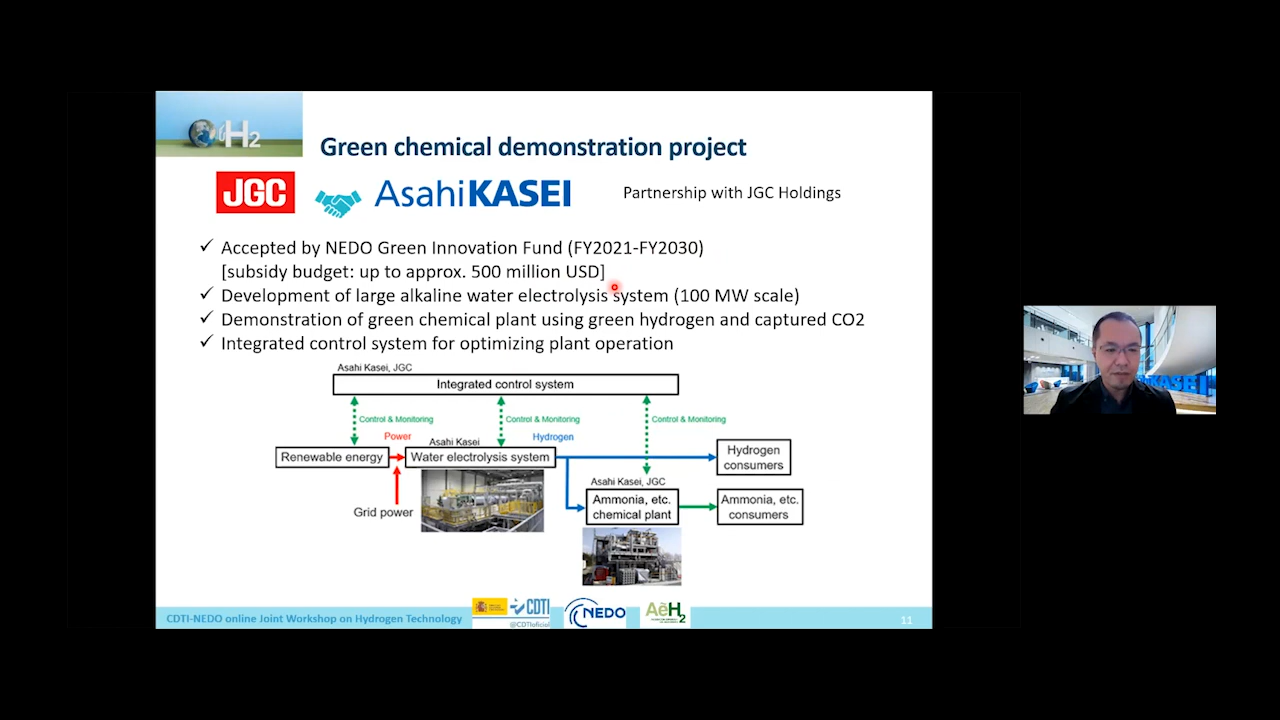 H2
Green chemical demonstration project
JGC
AsahiKASEI
Partnership with JGC Holdings
✓ Accepted by NEDO Green Innovation Fund (FY2021-FY2030)
[subsidy budget: up to approx. 500 million USD]
✓ Development of large alkaline water electrolysis system (100 MW scale)
✓ Demonstration of green chemical plant using green hydrogen and captured CO2
✓ Integrated control system for optimizing plant operation
Asahi Kasei, JGC
Integrated control system
Control & Monitoring
Control & Monitoring
Control & Monitoring
Power
Asahi Kasei
Hydrogen
Renewable energy
Water electrolysis system
Hydrogen
consumers
Grid power
Asahi Kasei, JGC
Ammonia, etc.
chemical plant
Ammonia, etc.
consumers
KASEI
CDTI-NEDO online Joint Workshop on Hydrogen Technology
CDTI
@CDTIoficial
NEDO
AeH2
11